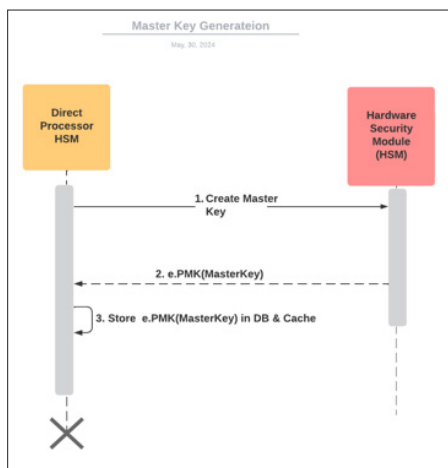 Master Key Generateion
May, 30, 2024
Direct
Processor
HSM
Hardware
Security
Module
(HSM)
1. Create Master
Key
2. e.PMK(MasterKey)
3. Store e.PMK(MasterKey) in DB & Cache